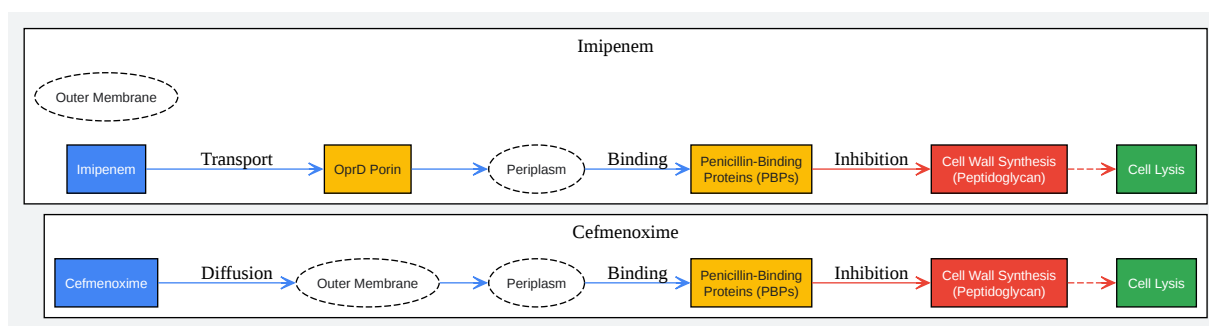 Imipenem
Outer Membrane
Imipenem
Transport
OprD Porin
Periplasm
Binding
Penicillin-Binding
Proteins (PBPs)
Inhibition
Cell Wall Synthesis
(Peptidoglycan)
Cell Lysis
Cefmenoxime
Cefmenoxime
Diffusion
Outer Membrane
Periplasm
Binding
Penicillin-Binding
Proteins (PBPs)
Inhibition
Cell Wall Synthesis
(Peptidoglycan)
Cell Lysis